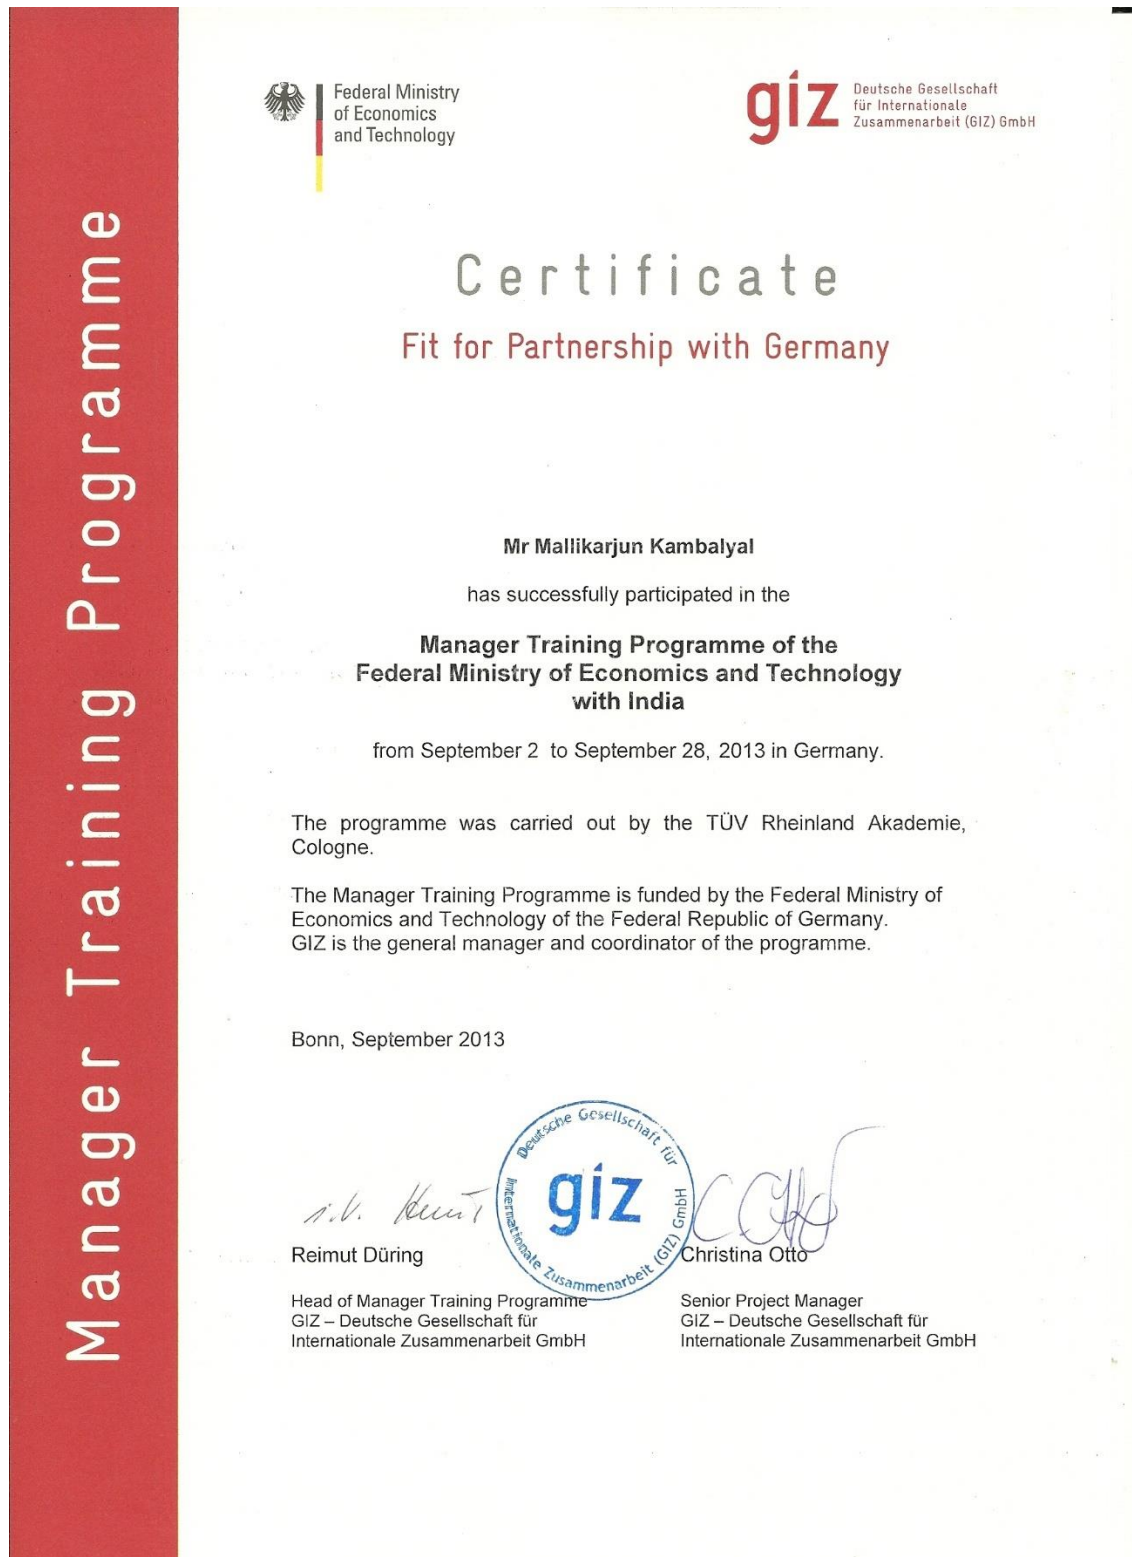 Manager Training Programme
Federal Ministry
of Economics
and Technology
giz
Deutsche Gesellschaft
für Internationale
Zusammenarbeit (GIZ) GmbH
Certificate
Fit for Partnership with Germany
Mr Mallikarjun Kambalyal
has successfully participated in the
Manager Training Programme of the
Federal Ministry of Economics and Technology
with India
from September 2 to September 28, 2013 in Germany.
The programme was carried out by the TÜV Rheinland Akademie,
Cologne.
The Manager Training Programme is funded by the Federal Ministry of
Economics and Technology of the Federal Republic of Germany.
GIZ is the general manager and coordinator of the programme.
Bonn, September 2013
Deutsche Gesellschaft für
Internationale Zusammenarbeit (GIZ) GmbH
giz
i.V.
Reimut Düring
Head of Manager Training Programme
GIZ – Deutsche Gesellschaft für
Internationale Zusammenarbeit GmbH
Christina Otto
Senior Project Manager
GIZ – Deutsche Gesellschaft für
Internationale Zusammenarbeit GmbH